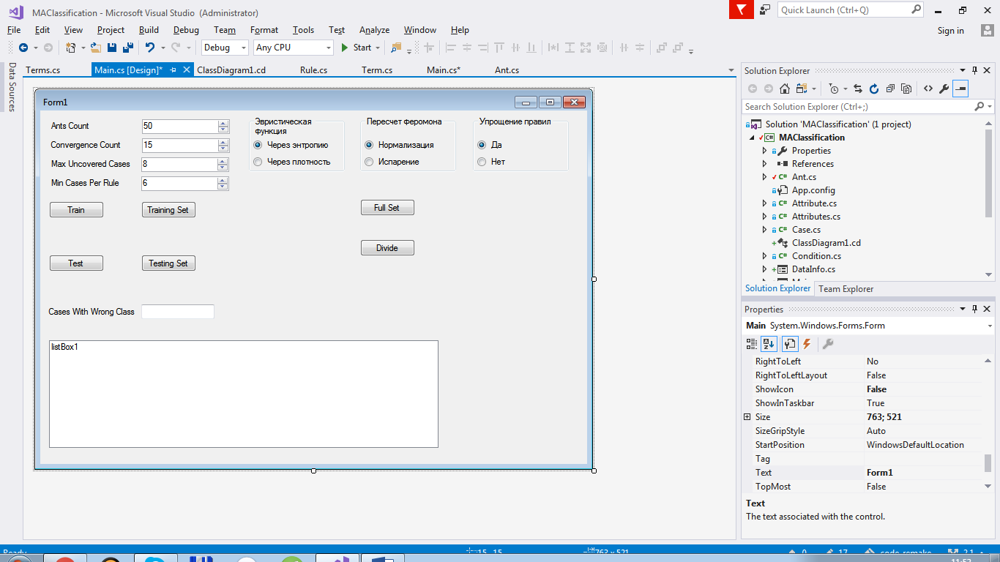 MAClassification - Microsoft Visual Studio (Administrator)
Quick Launch (Ctrl+Q)
File Edit View Project Build Debug Team Format Tools Test Analyze Window Help
Sign in
Debug Any CPU Start
Data Sources
Terms.cs Main.cs [Design]* ClassDiagram1.cd Rule.cs Term.cs Main.cs* Ant.cs
Form1
Ants Count 50
Convergence Count 15
Max Uncovered Cases 8
Min Cases Per Rule 6
Эвристическая
функция
Через энтропию
Через плотность
Пересчет феромона
Нормализация
Испарение
Упрощение правил
Да
Нет
Train Training Set Full Set
Divide
Test Testing Set
Cases With Wrong Class
listBox1
Solution Explorer
Search Solution Explorer (Ctrl+;)
Solution 'MAClassification' (1 project)
MAClassification
Properties
References
Ant.cs
App.config
Attribute.cs
Attributes.cs
Case.cs
ClassDiagram1.cd
Condition.cs
DataInfo.cs
Solution Explorer Team Explorer
Properties
Main System.Windows.Forms.Form
RightToLeft No
RightToLeftLayout False
ShowIcon False
ShowInTaskbar True
Size 763; 521
SizeGripStyle Auto
StartPosition WindowsDefaultLocation
Tag
Text Form1
TopMost False
Text
The text associated with the control.
Ready 15, 15 763 x 521 0 17 code_remake 2.1
11:52